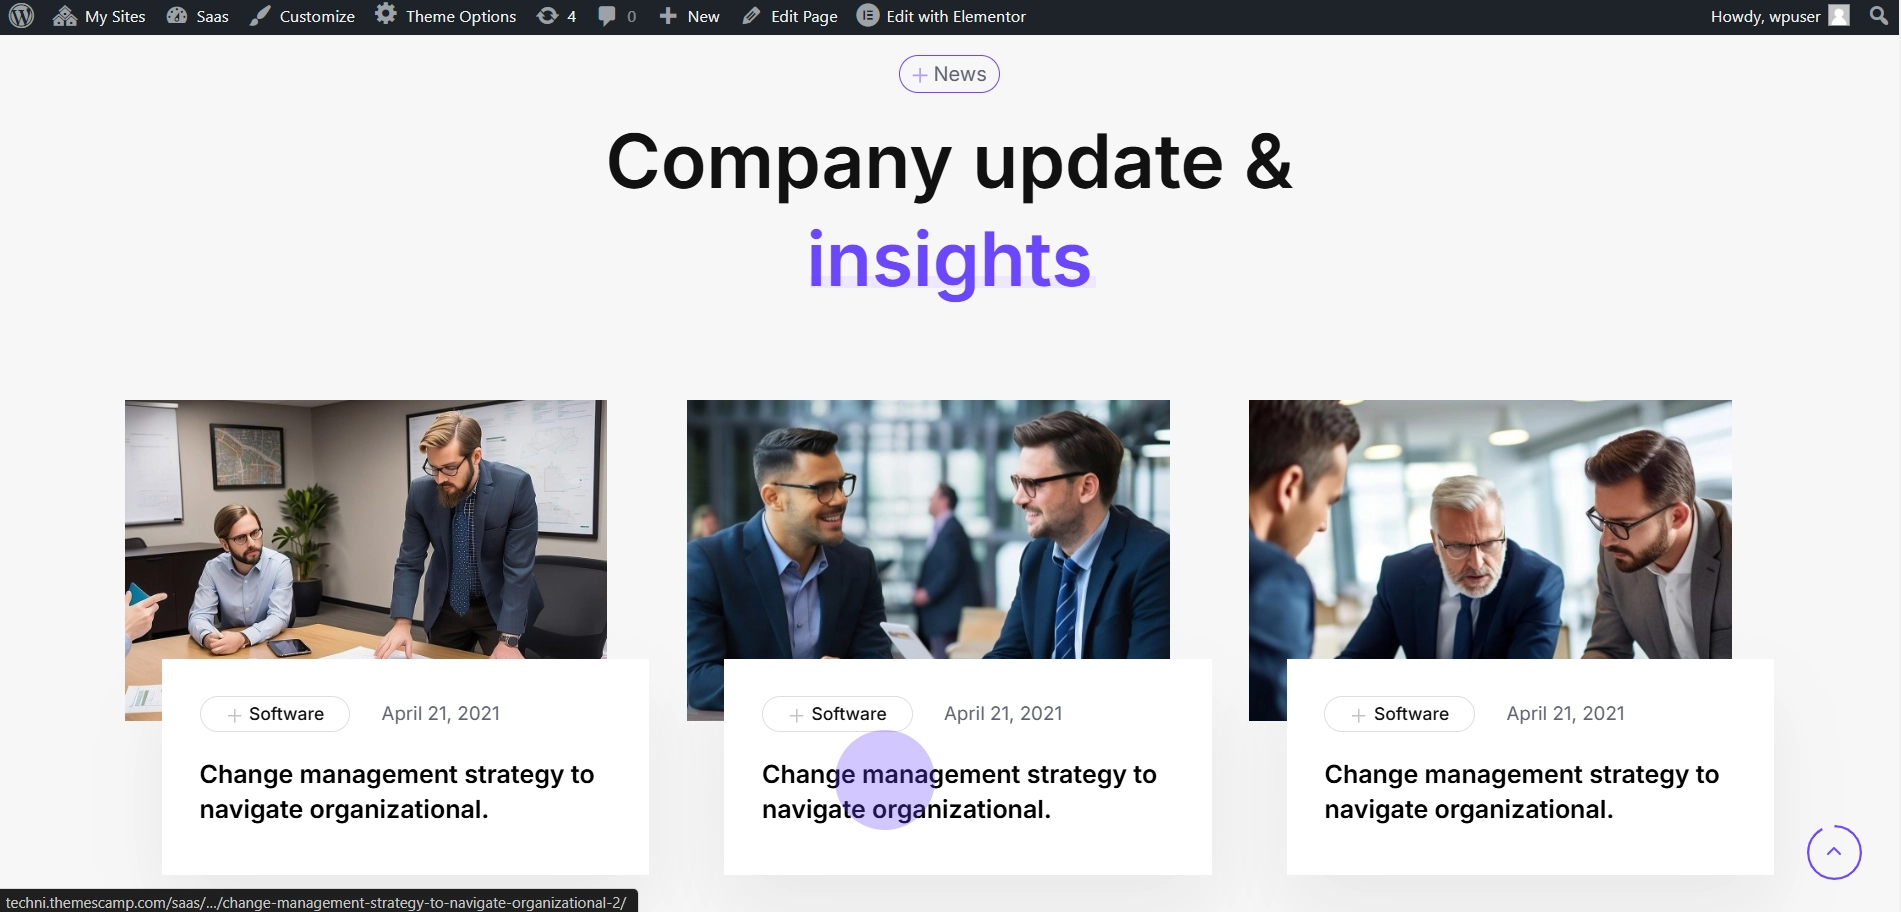 My Sites Saas Customize Theme Options 4 0 New Edit Page Edit with Elementor Howdy, wpuser
News
Company update &
insights
Software April 21, 2021
Change management strategy to
navigate organizational.
Software April 21, 2021
Change management strategy to
navigate organizational.
Software April 21, 2021
Change management strategy to
navigate organizational.
techni.themescamp.com/saas/.../change-management-strategy-to-navigate-organizational-2/